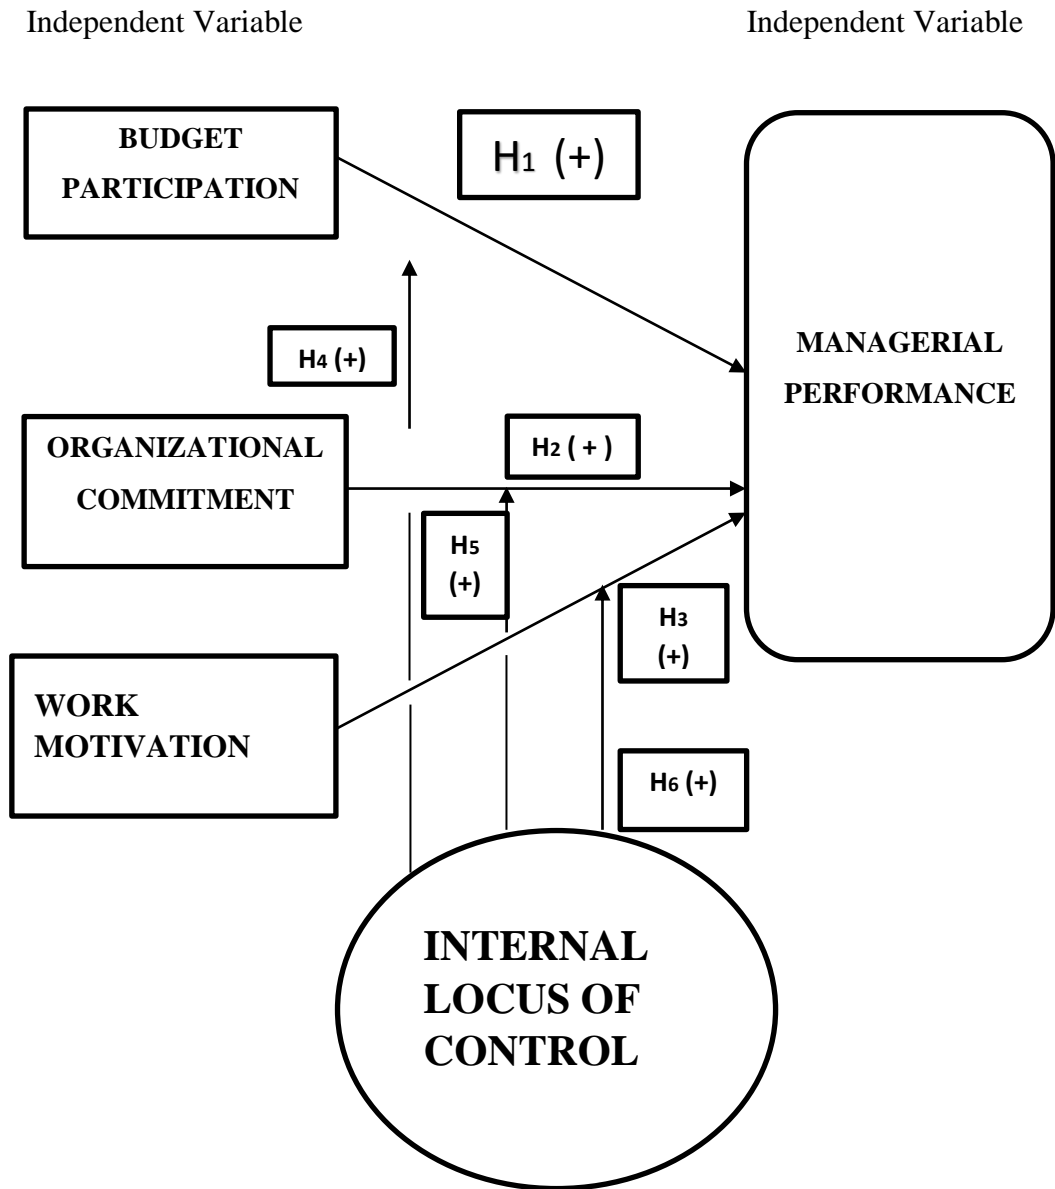 Independent Variable
Independent Variable
BUDGET
PARTICIPATION
H1 (+)
H4 (+)
MANAGERIAL
PERFORMANCE
ORGANIZATIONAL
COMMITMENT
H2 ( + )
H5
(+)
H3
(+)
WORK
MOTIVATION
H6 (+)
INTERNAL
LOCUS OF
CONTROL